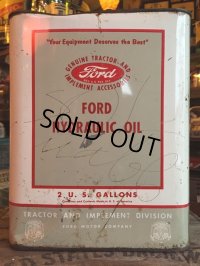 "Your Equipment Deserves the Best"
GENUINE TRACTOR AND
Ford
IMPLEMENT ACCESSORIES
FORD
HYDRAULIC OIL
SOLD OUT
2 U. S. GALLONS
TRACTOR AND IMPLEMENT DIVISION
FORD MOTOR COMPANY